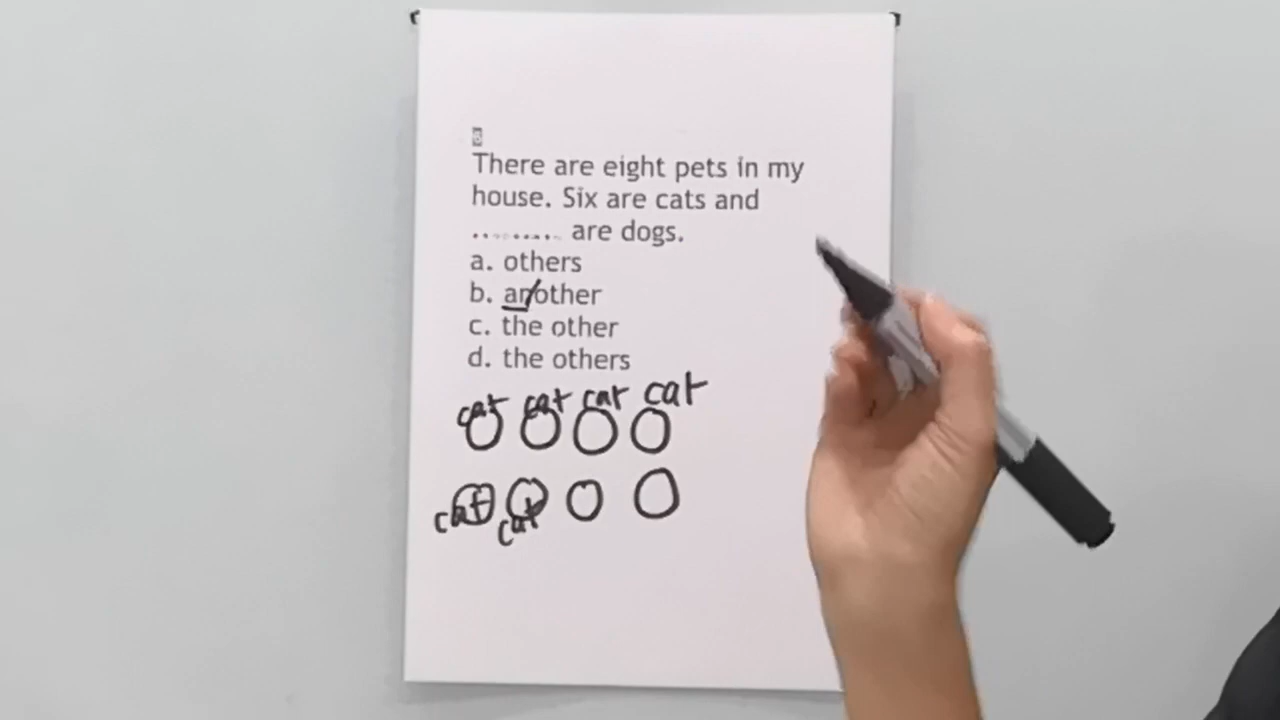 There are eight pets in my
house. Six are cats and
......... are dogs.
a. others
b. another
c. the other
d. the others
cat cat cat cat
cat cat